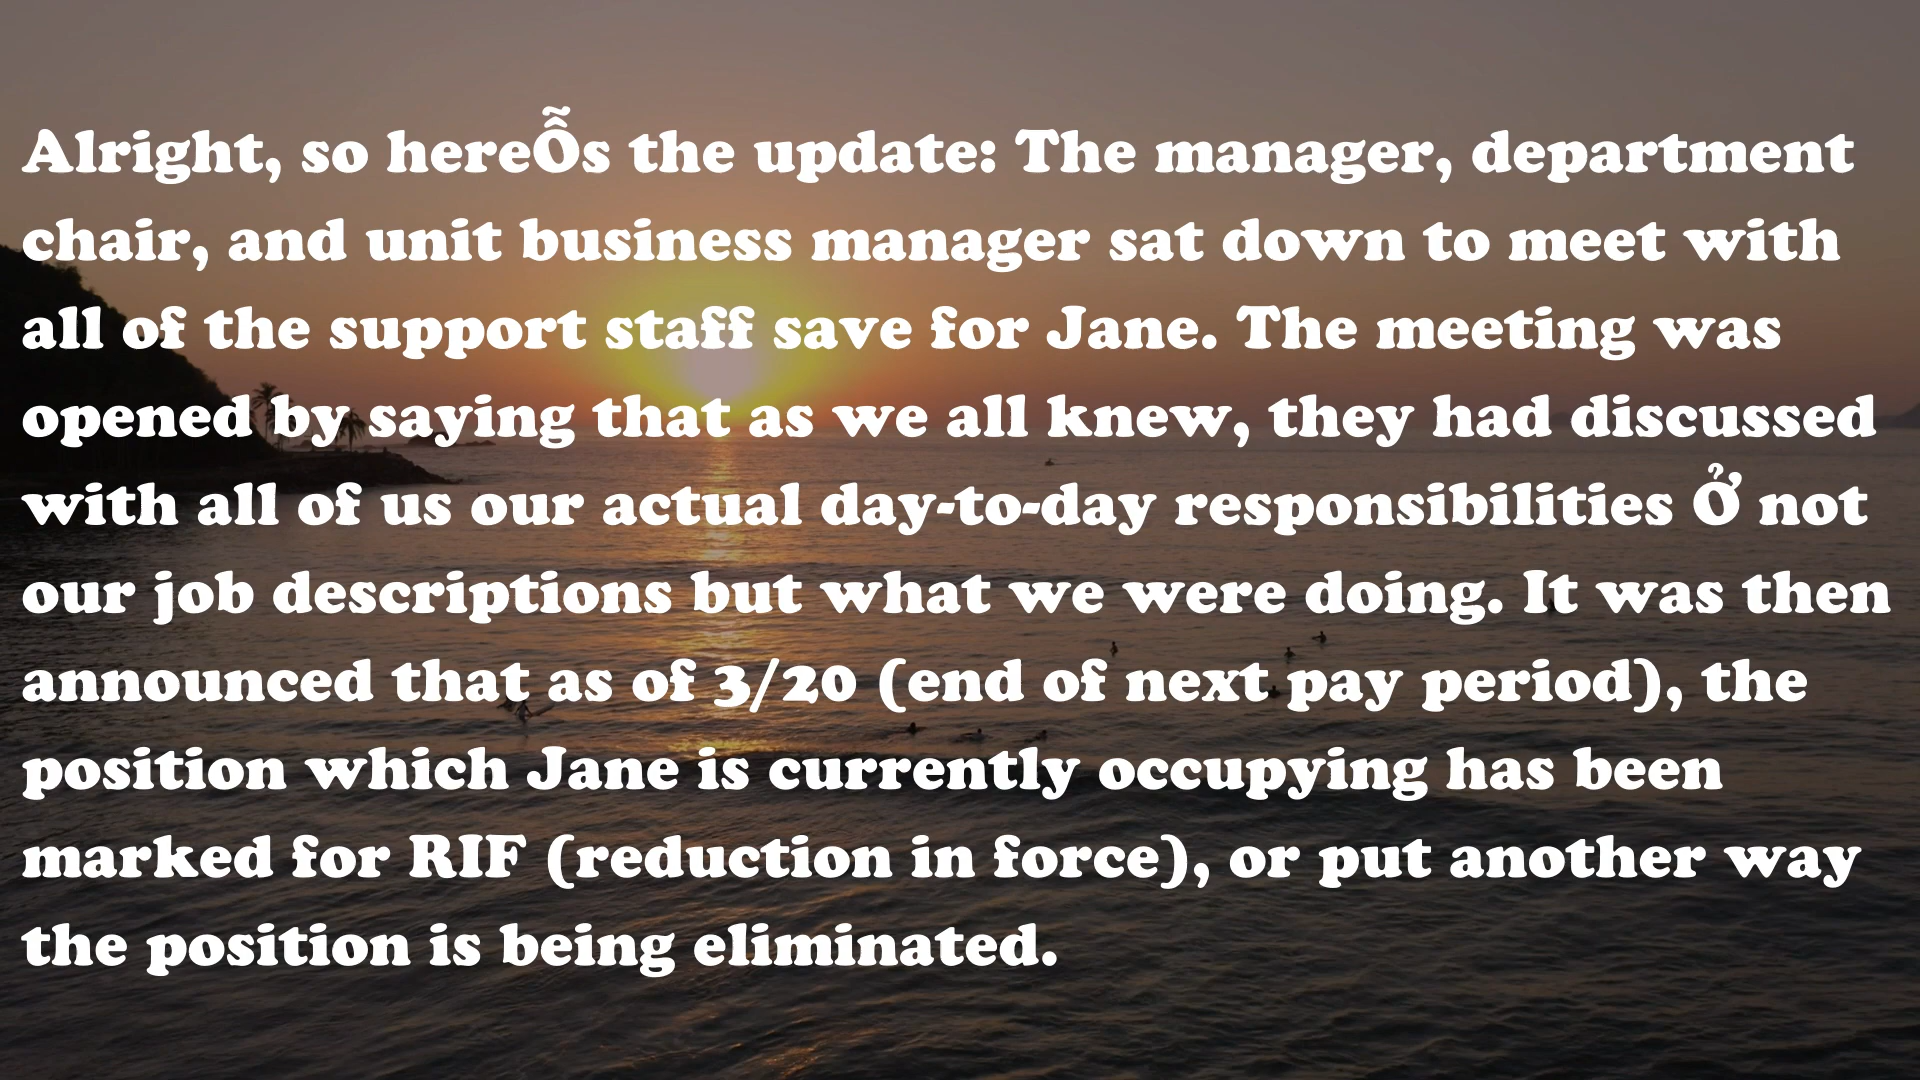 Alright, so hereỖs the update: The manager, department
chair, and unit business manager sat down to meet with
all of the support staff save for Jane. The meeting was
opened by saying that as we all knew, they had discussed
with all of us our actual day-to-day responsibilities Ở not
our job descriptions but what we were doing. It was then
announced that as of 3/20 (end of next pay period), the
position which Jane is currently occupying has been
marked for RIF (reduction in force), or put another way
the position is being eliminated.